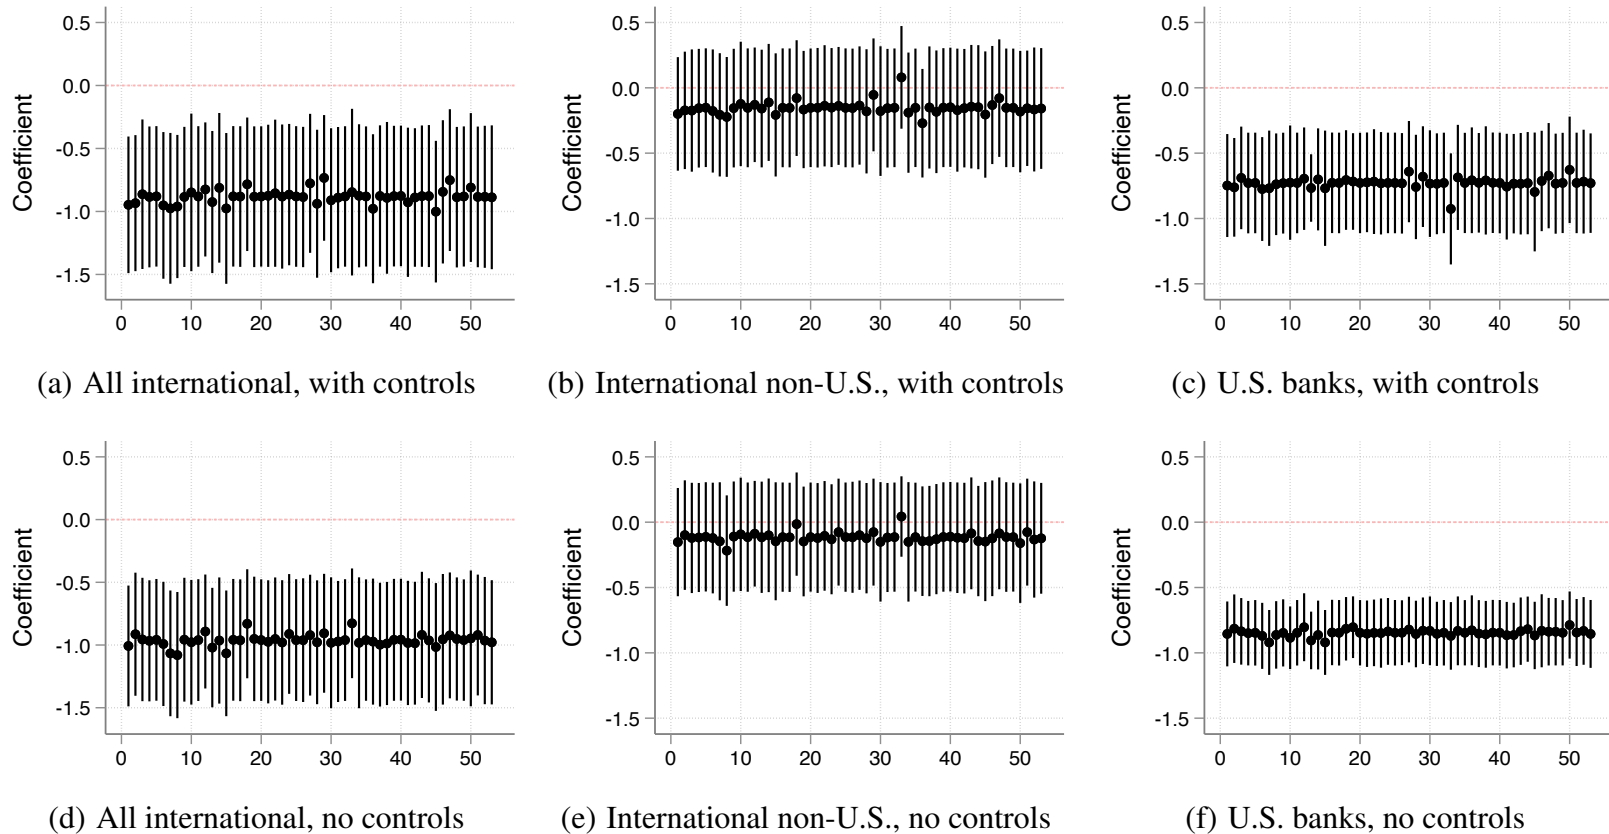 Coefficient
0.5
0.0
-0.5
-1.0
-1.5
0 10 20 30 40 50
(a) All international, with controls
Coefficient
0.5
0.0
-0.5
-1.0
-1.5
0 10 20 30 40 50
(b) International non-U.S., with controls
Coefficient
0.5
0.0
-0.5
-1.0
-1.5
0 10 20 30 40 50
(c) U.S. banks, with controls
Coefficient
0.5
0.0
-0.5
-1.0
-1.5
0 10 20 30 40 50
(d) All international, no controls
Coefficient
0.5
0.0
-0.5
-1.0
-1.5
0 10 20 30 40 50
(e) International non-U.S., no controls
Coefficient
0.5
0.0
-0.5
-1.0
-1.5
0 10 20 30 40 50
(f) U.S. banks, no controls